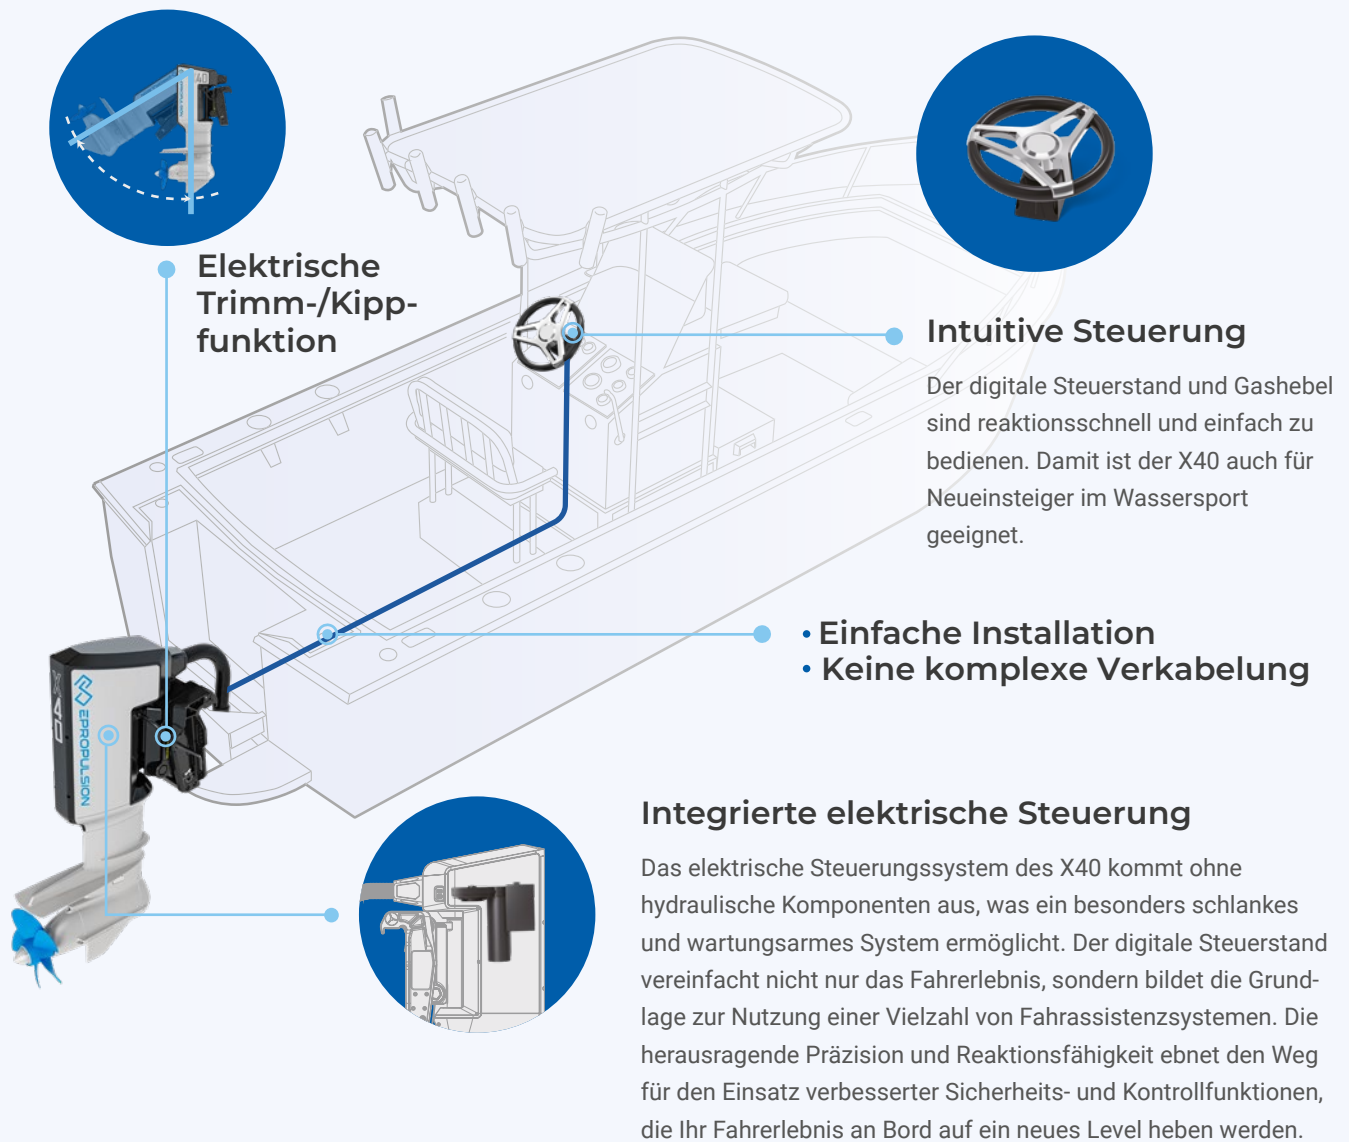 40
Elektrische
Trimm-/Kipp-
funktion
Intuitive Steuerung
Der digitale Steuerstand und Gashebel
sind reaktionsschnell und einfach zu
bedienen. Damit ist der X40 auch für
Neueinsteiger im Wassersport
geeignet.
• Einfache Installation
• Keine komplexe Verkabelung
X40
EPROPULSION
Integrierte elektrische Steuerung
Das elektrische Steuerungssystem des X40 kommt ohne
hydraulische Komponenten aus, was ein besonders schlankes
und wartungsarmes System ermöglicht. Der digitale Steuerstand
vereinfacht nicht nur das Fahrerlebnis, sondern bildet die Grund-
lage zur Nutzung einer Vielzahl von Fahrassistenzsystemen. Die
herausragende Präzision und Reaktionsfähigkeit ebnet den Weg
für den Einsatz verbesserter Sicherheits- und Kontrollfunktionen,
die Ihr Fahrerlebnis an Bord auf ein neues Level heben werden.